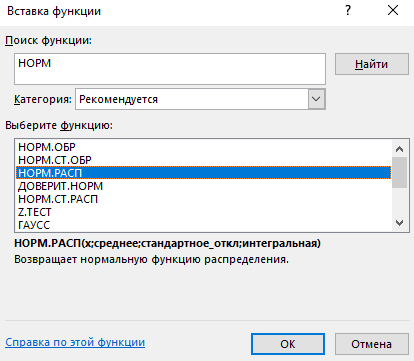 Вставка функции
?
Поиск функции:
НОРМ
Найти
Категория:
Рекомендуется
Выберите функцию:
НОРМ.ОБР
НОРМ.СТ.ОБР
НОРМ.РАСП
ДОВЕРИТ.НОРМ
НОРМ.СТ.РАСП
Z.ТЕСТ
ГАУСС
НОРМ.РАСП(x;среднее;стандартное_откл;интегральная)
Возвращает нормальную функцию распределения.
Справка по этой функции
ОК
Отмена